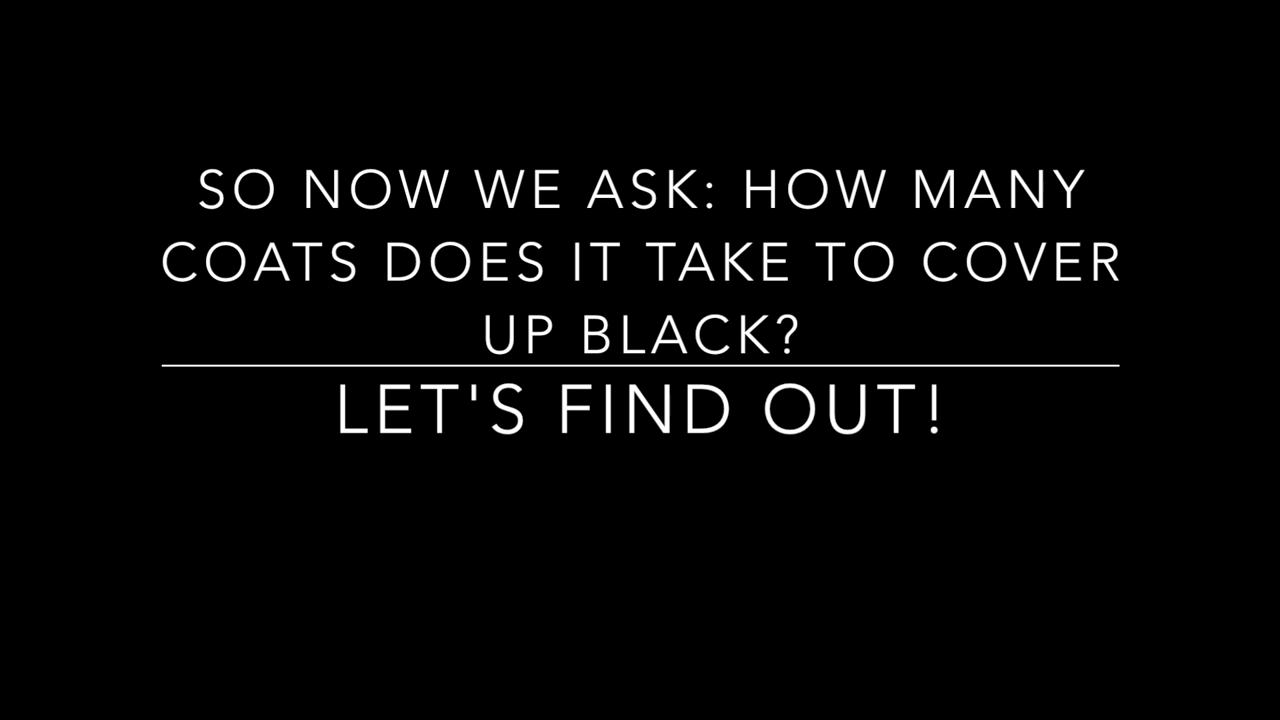 SO NOW WE ASK: HOW MANY
COATS DOES IT TAKE TO COVER
UP BLACK?
LET'S FIND OUT!